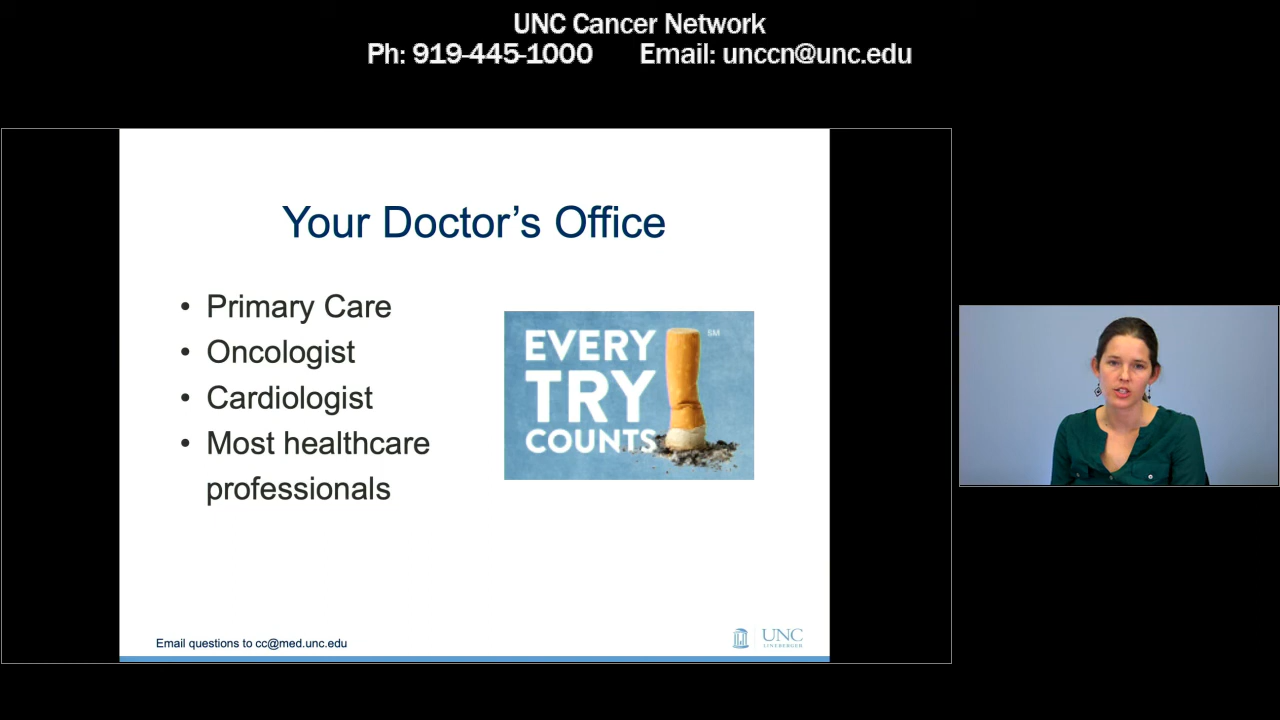 UNC Cancer Network
Ph: 919-445-1000 Email: unccn@unc.edu
Your Doctor’s Office
• Primary Care
• Oncologist
• Cardiologist
• Most healthcare
professionals
EVERY SM
TRY
COUNTS
Email questions to cc@med.unc.edu
UNC
LINEBERGER